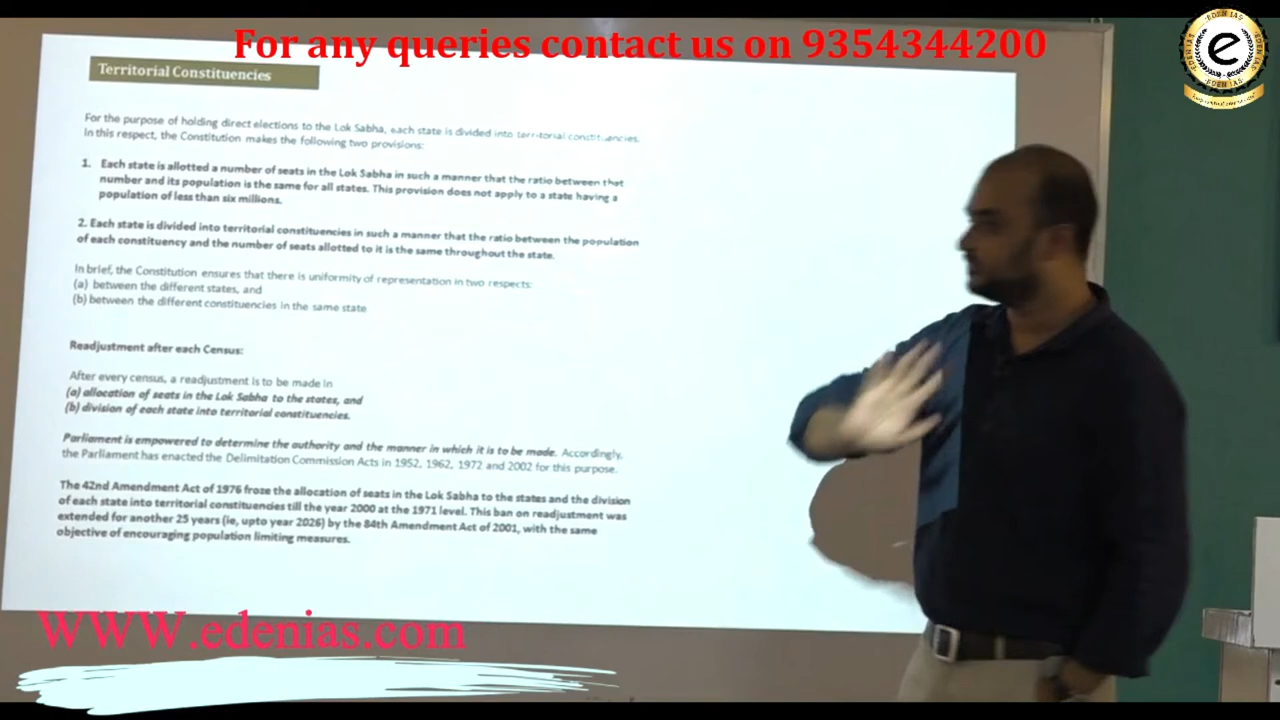 For any queries contact us on 9354344200
EDEN IAS
Territorial Constituencies
For the purpose of holding direct elections to the Lok Sabha, each state is divided into territorial constituencies.
In this respect, the Constitution makes the following two provisions:
1. Each state is allotted a number of seats in the Lok Sabha in such a manner that the ratio between that
number and its population is the same for all states. This provision does not apply to a state having a
population of less than six millions.
2. Each state is divided into territorial constituencies in such a manner that the ratio between the population
of each constituency and the number of seats allotted to it is the same throughout the state.
In brief, the Constitution ensures that there is uniformity of representation in two respects:
(a) between the different states, and
(b) between the different constituencies in the same state
Readjustment after each Census:
After every census, a readjustment is to be made in
(a) allocation of seats in the Lok Sabha to the states, and
(b) division of each state into territorial constituencies.
Parliament is empowered to determine the authority and the manner in which it is to be made. Accordingly,
the Parliament has enacted the Delimitation Commission Acts in 1952, 1962, 1972 and 2002 for this purpose.
The 42nd Amendment Act of 1976 froze the allocation of seats in the Lok Sabha to the states and the division
of each state into territorial constituencies till the year 2000 at the 1971 level. This ban on readjustment was
extended for another 25 years (ie, upto year 2026) by the 84th Amendment Act of 2001, with the same
objective of encouraging population limiting measures.
WWW.edenias.com